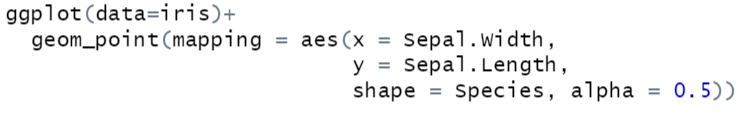 ggplot(data=iris)+
  geom_point(mapping = aes(x = Sepal.Width,
                           y = Sepal.Length,
                           shape = Species, alpha = 0.5))